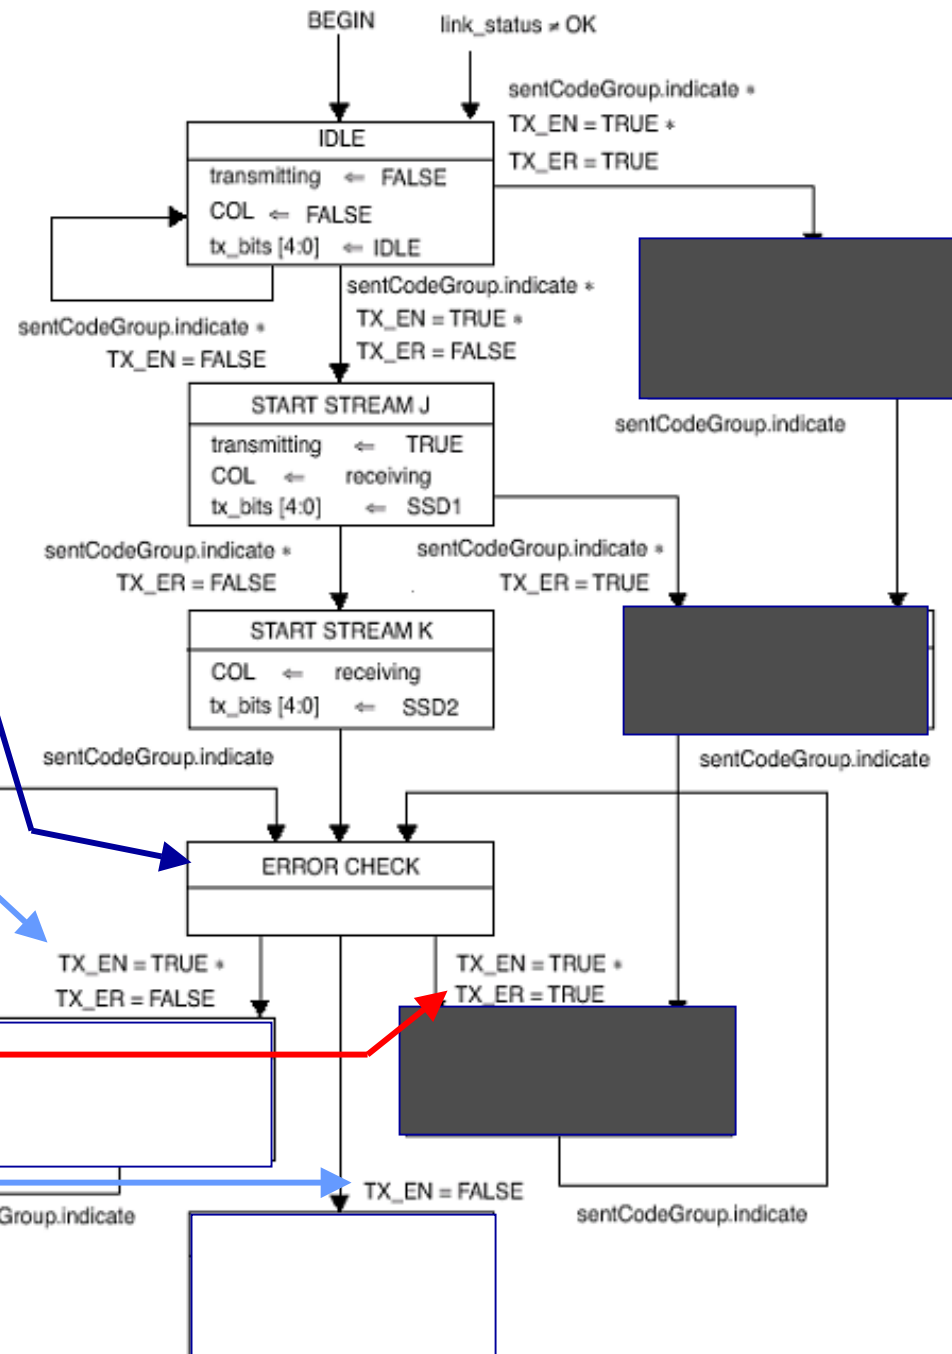 BEGIN
link_status ≠ OK
sentCodeGroup.indicate *
TX_EN = TRUE *
TX_ER = TRUE
IDLE
transmitting ⇐ FALSE
COL ⇐ FALSE
tx_bits [4:0] ⇐ IDLE
sentCodeGroup.indicate *
TX_EN = TRUE *
TX_ER = FALSE
sentCodeGroup.indicate *
TX_EN = FALSE
START STREAM J
transmitting ⇐ TRUE
COL ⇐ receiving
tx_bits [4:0] ⇐ SSD1
sentCodeGroup.indicate
sentCodeGroup.indicate *
TX_ER = FALSE
sentCodeGroup.indicate *
TX_ER = TRUE
START STREAM K
COL ⇐ receiving
tx_bits [4:0] ⇐ SSD2
sentCodeGroup.indicate
sentCodeGroup.indicate
ERROR CHECK
TX_EN = TRUE *
TX_ER = FALSE
TX_EN = TRUE *
TX_ER = TRUE
TX_EN = FALSE
Group.indicate
sentCodeGroup.indicate